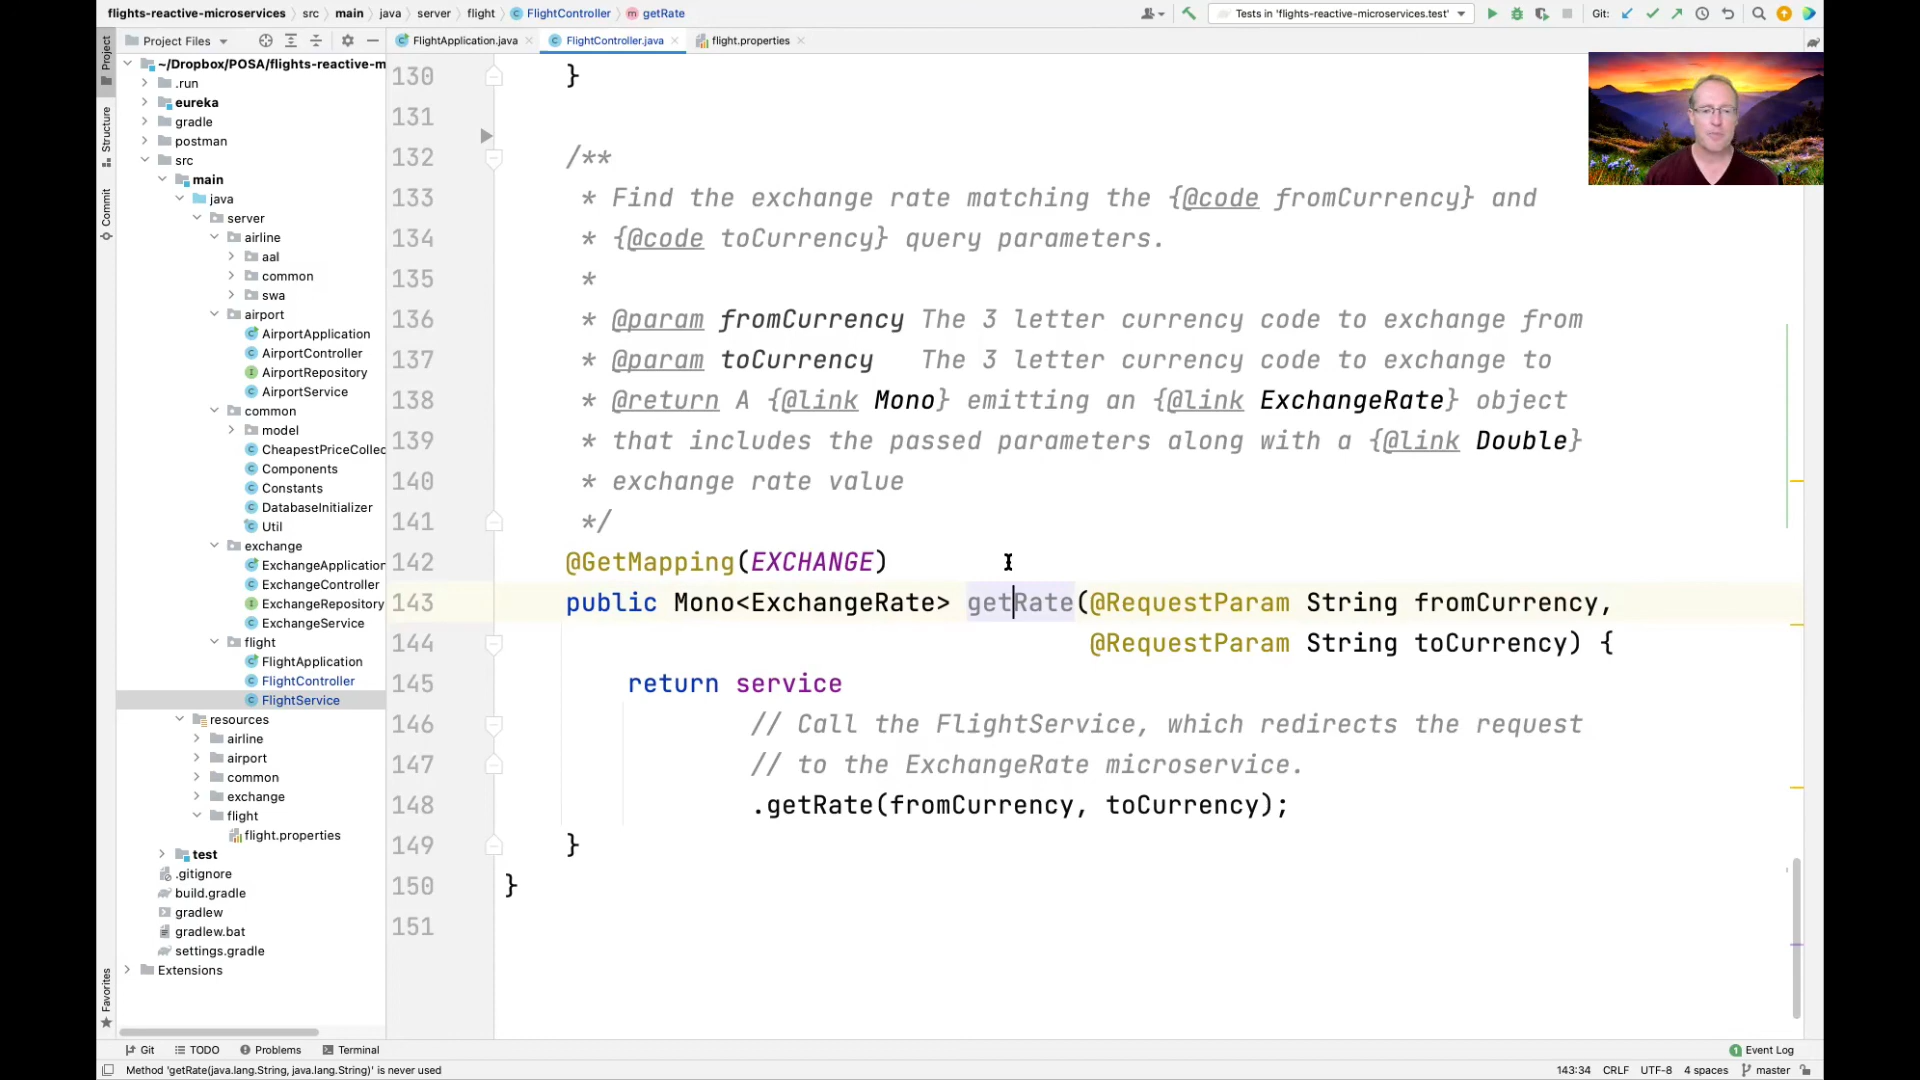 flights-reactive-microservices › src › main › java › server › flight › FlightController › getRate
Tests in 'flights-reactive-microservices.test'
Git:
Project Files
FlightApplication.java
FlightController.java
flight.properties
Project
Structure
Commit
Favorites
~/Dropbox/POSA/flights-reactive-m
.run
eureka
gradle
postman
src
main
java
server
airline
aal
common
swa
airport
AirportApplication
AirportController
AirportRepository
AirportService
common
model
CheapestPriceCollec
Components
Constants
DatabaseInitializer
Util
exchange
ExchangeApplication
ExchangeController
ExchangeRepository
ExchangeService
flight
FlightApplication
FlightController
FlightService
resources
airline
airport
common
exchange
flight
flight.properties
test
.gitignore
build.gradle
gradlew
gradlew.bat
settings.gradle
Extensions
130 }
131
132 /**
133 * Find the exchange rate matching the {@code fromCurrency} and
134 * {@code toCurrency} query parameters.
135 *
136 * @param fromCurrency The 3 letter currency code to exchange from
137 * @param toCurrency The 3 letter currency code to exchange to
138 * @return A {@link Mono} emitting an {@link ExchangeRate} object
139 * that includes the passed parameters along with a {@link Double}
140 * exchange rate value
141 */
142 @GetMapping(EXCHANGE)
143 public Mono<ExchangeRate> getRate(@RequestParam String fromCurrency,
144 @RequestParam String toCurrency) {
145 return service
146 // Call the FlightService, which redirects the request
147 // to the ExchangeRate microservice.
148 .getRate(fromCurrency, toCurrency);
149 }
150 }
151
Git
TODO
Problems
Terminal
1 Event Log
Method 'getRate(java.lang.String, java.lang.String)' is never used
143:34 CRLF UTF-8 4 spaces master